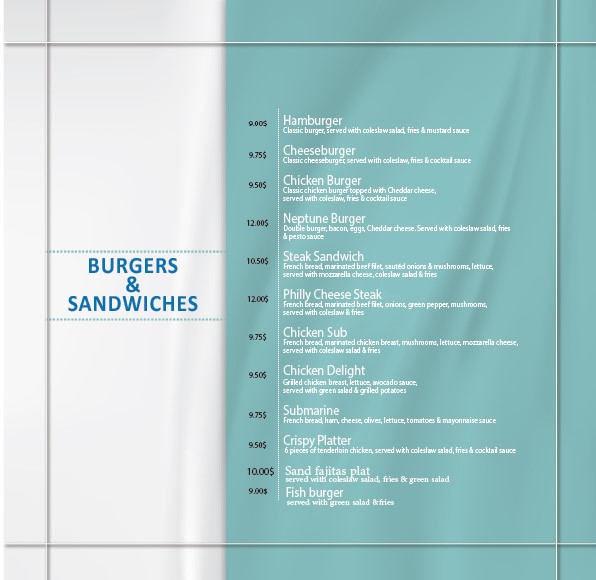 BURGERS
&
SANDWICHES
9.00$ Hamburger
Classic burger, served with coleslaw salad, fries & mustard sauce
9.75$ Cheeseburger
Classic cheeseburger, served with coleslaw, fries & cocktail sauce
9.50$ Chicken Burger
Classic chicken burger topped with Cheddar cheese,
served with coleslaw, fries & cocktail sauce
12.00$ Neptune Burger
Double burger, bacon, eggs, Cheddar cheese. Served with coleslaw salad, fries
& pesto sauce
10.50$ Steak Sandwich
French bread, marinated beef filet, sautéd onions & mushrooms, lettuce,
served with mozzarella cheese, coleslaw salad & fries
12.00$ Philly Cheese Steak
French bread, marinated beef filet, onions, green pepper, mushrooms,
served with coleslaw & fries
9.75$ Chicken Sub
French bread, marinated chicken breast, mushrooms, lettuce, mozzarella cheese,
served with coleslaw salad & fries
9.50$ Chicken Delight
Grilled chicken breast, lettuce, avocado sauce,
served with green salad & grilled potatoes
9.75$ Submarine
French bread, ham, cheese, olives, lettuce, tomatoes & mayonnaise sauce
9.50$ Crispy Platter
6 pieces of tenderloin chicken, served with coleslaw salad, fries & cocktail sauce
10.00$ Sand fajitas plat
served with coleslaw salad, fries & green salad
9.00$ Fish burger
served with green salad &fries